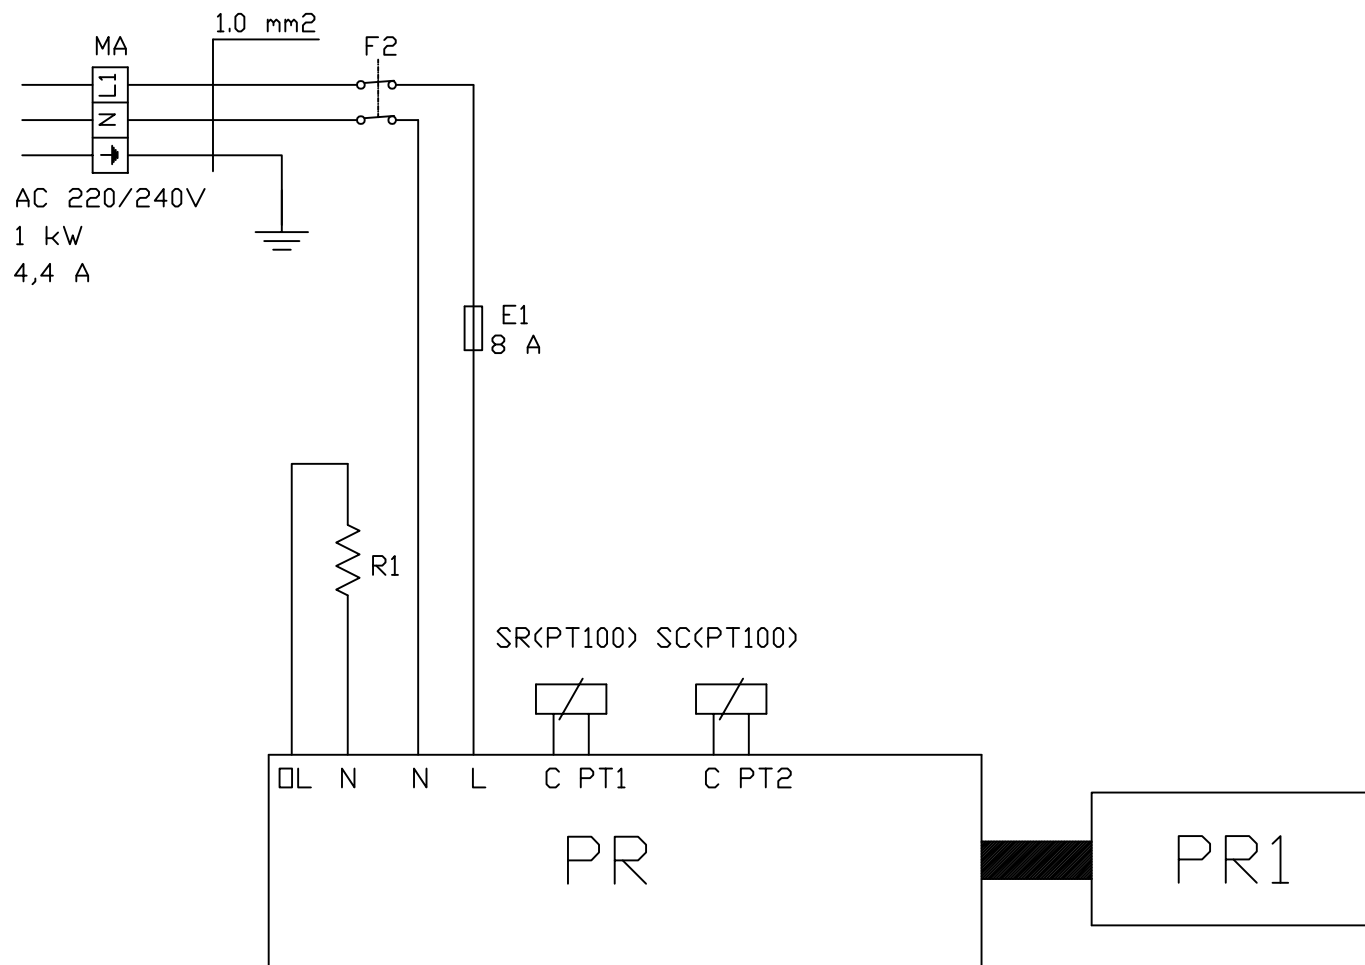 1.0 mm2
MA
F2
L1
N
AC 220/240V
1 kW
4,4 A
E1
8 A
R1
SR(PT100) SC(PT100)
OL N N L C PT1 C PT2
PR
PR1